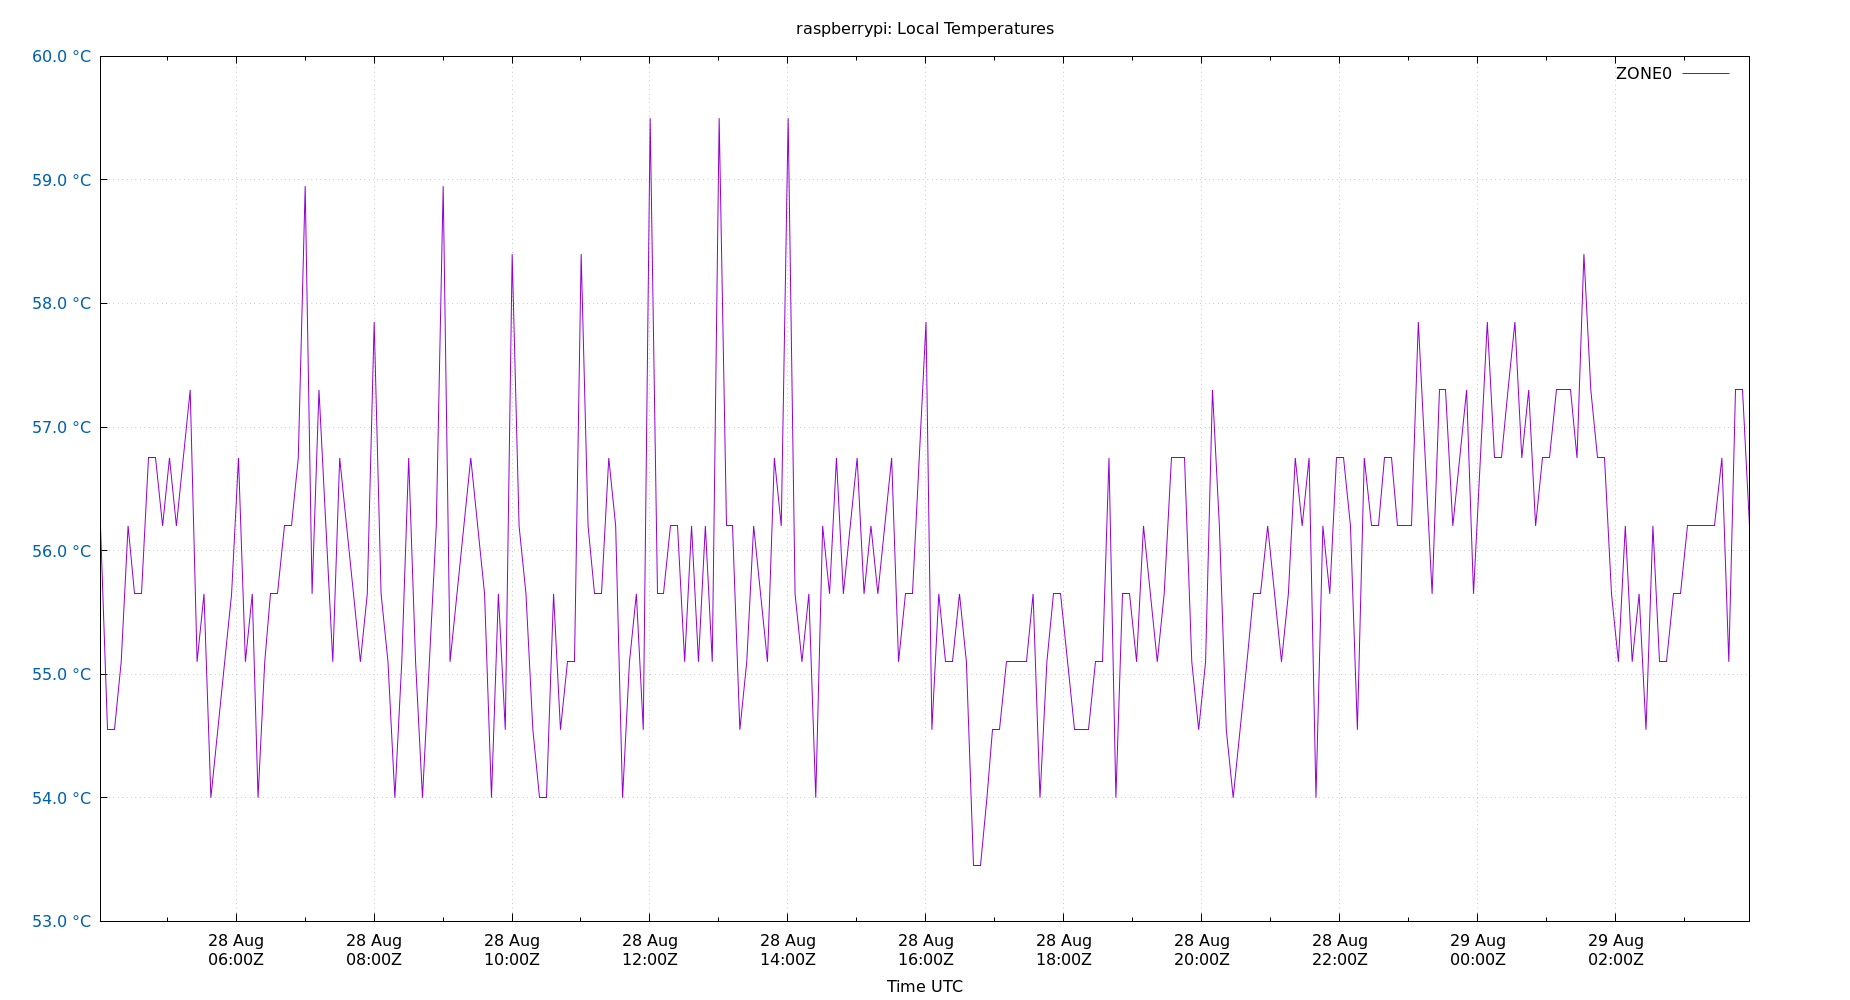 raspberrypi: Local Temperatures
60.0 °C
ZONE0
59.0 °C
58.0 °C
57.0 °C
56.0 °C
55.0 °C
54.0 °C
53.0 °C
28 Aug 28 Aug 28 Aug 28 Aug 28 Aug 28 Aug 28 Aug 28 Aug 28 Aug 29 Aug 29 Aug
06:00Z 08:00Z 10:00Z 12:00Z 14:00Z 16:00Z 18:00Z 20:00Z 22:00Z 00:00Z 02:00Z
Time UTC